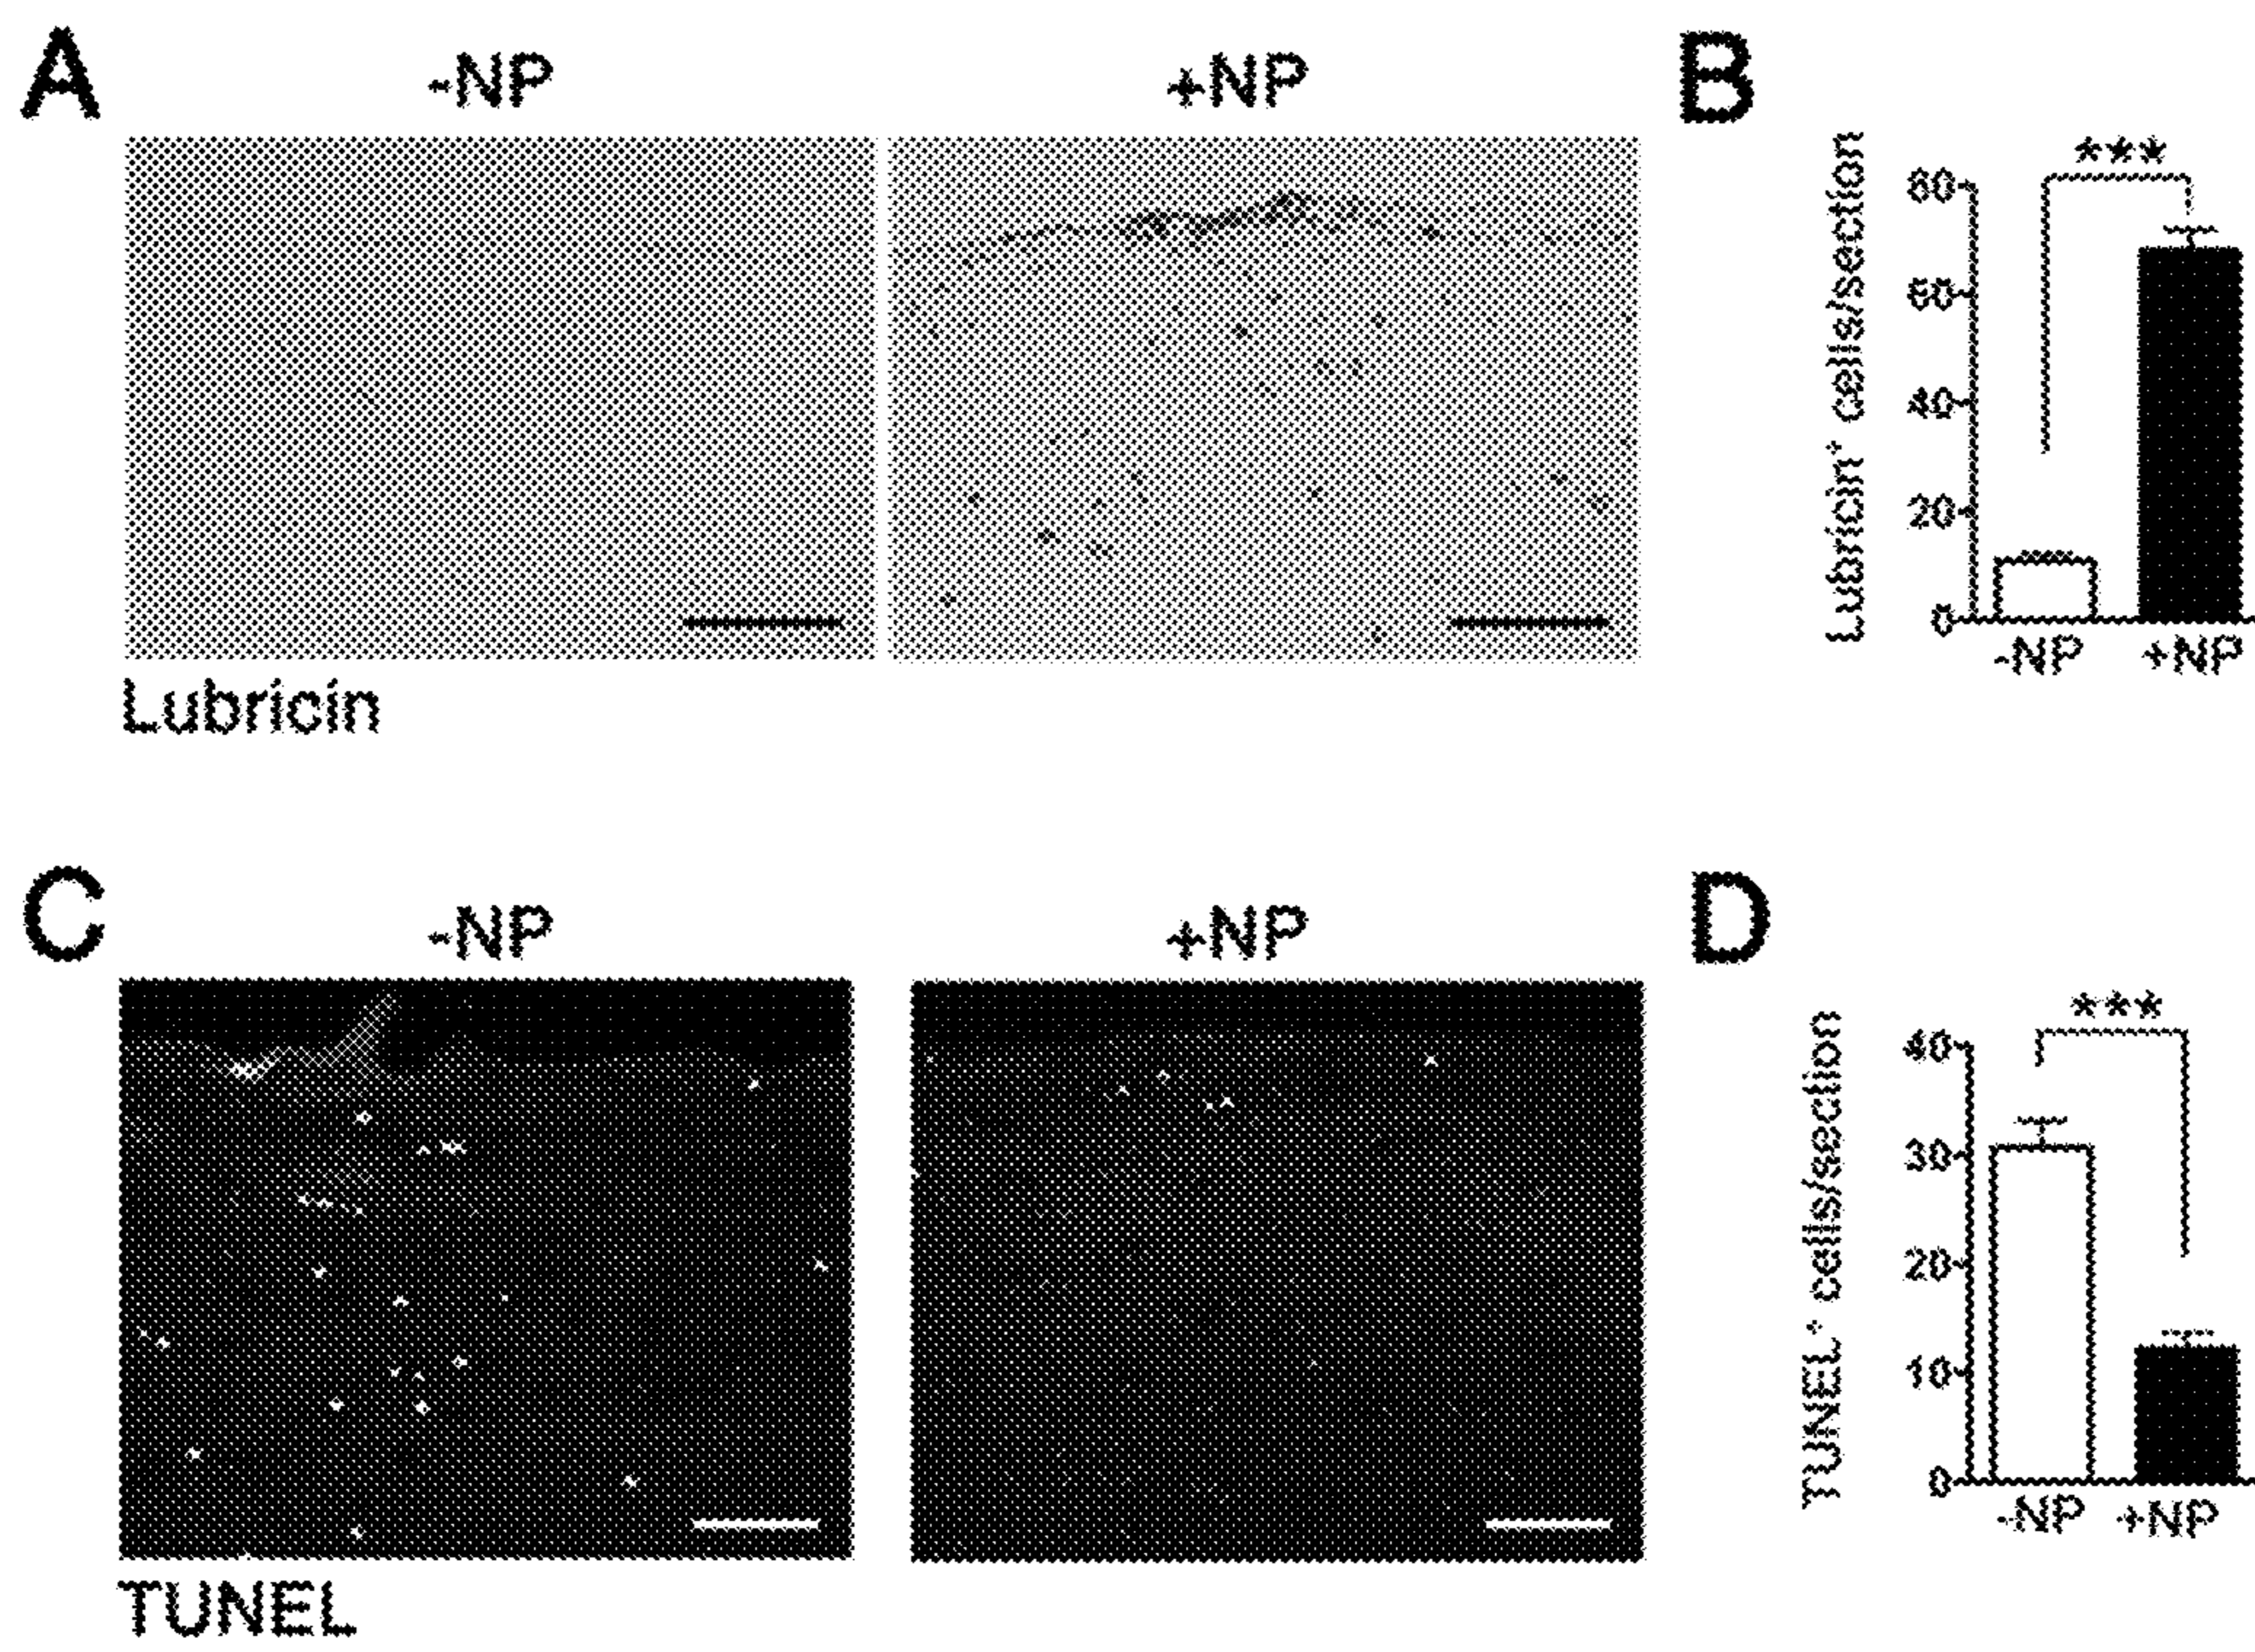 A
-NP
+NP
Lubricin
B
Lubricin+ cells/section
***
80
60
40
20
0
-NP
+NP
C
-NP
+NP
TUNEL
D
TUNEL+ cells/section
***
40
30
20
10
0
-NP
+NP